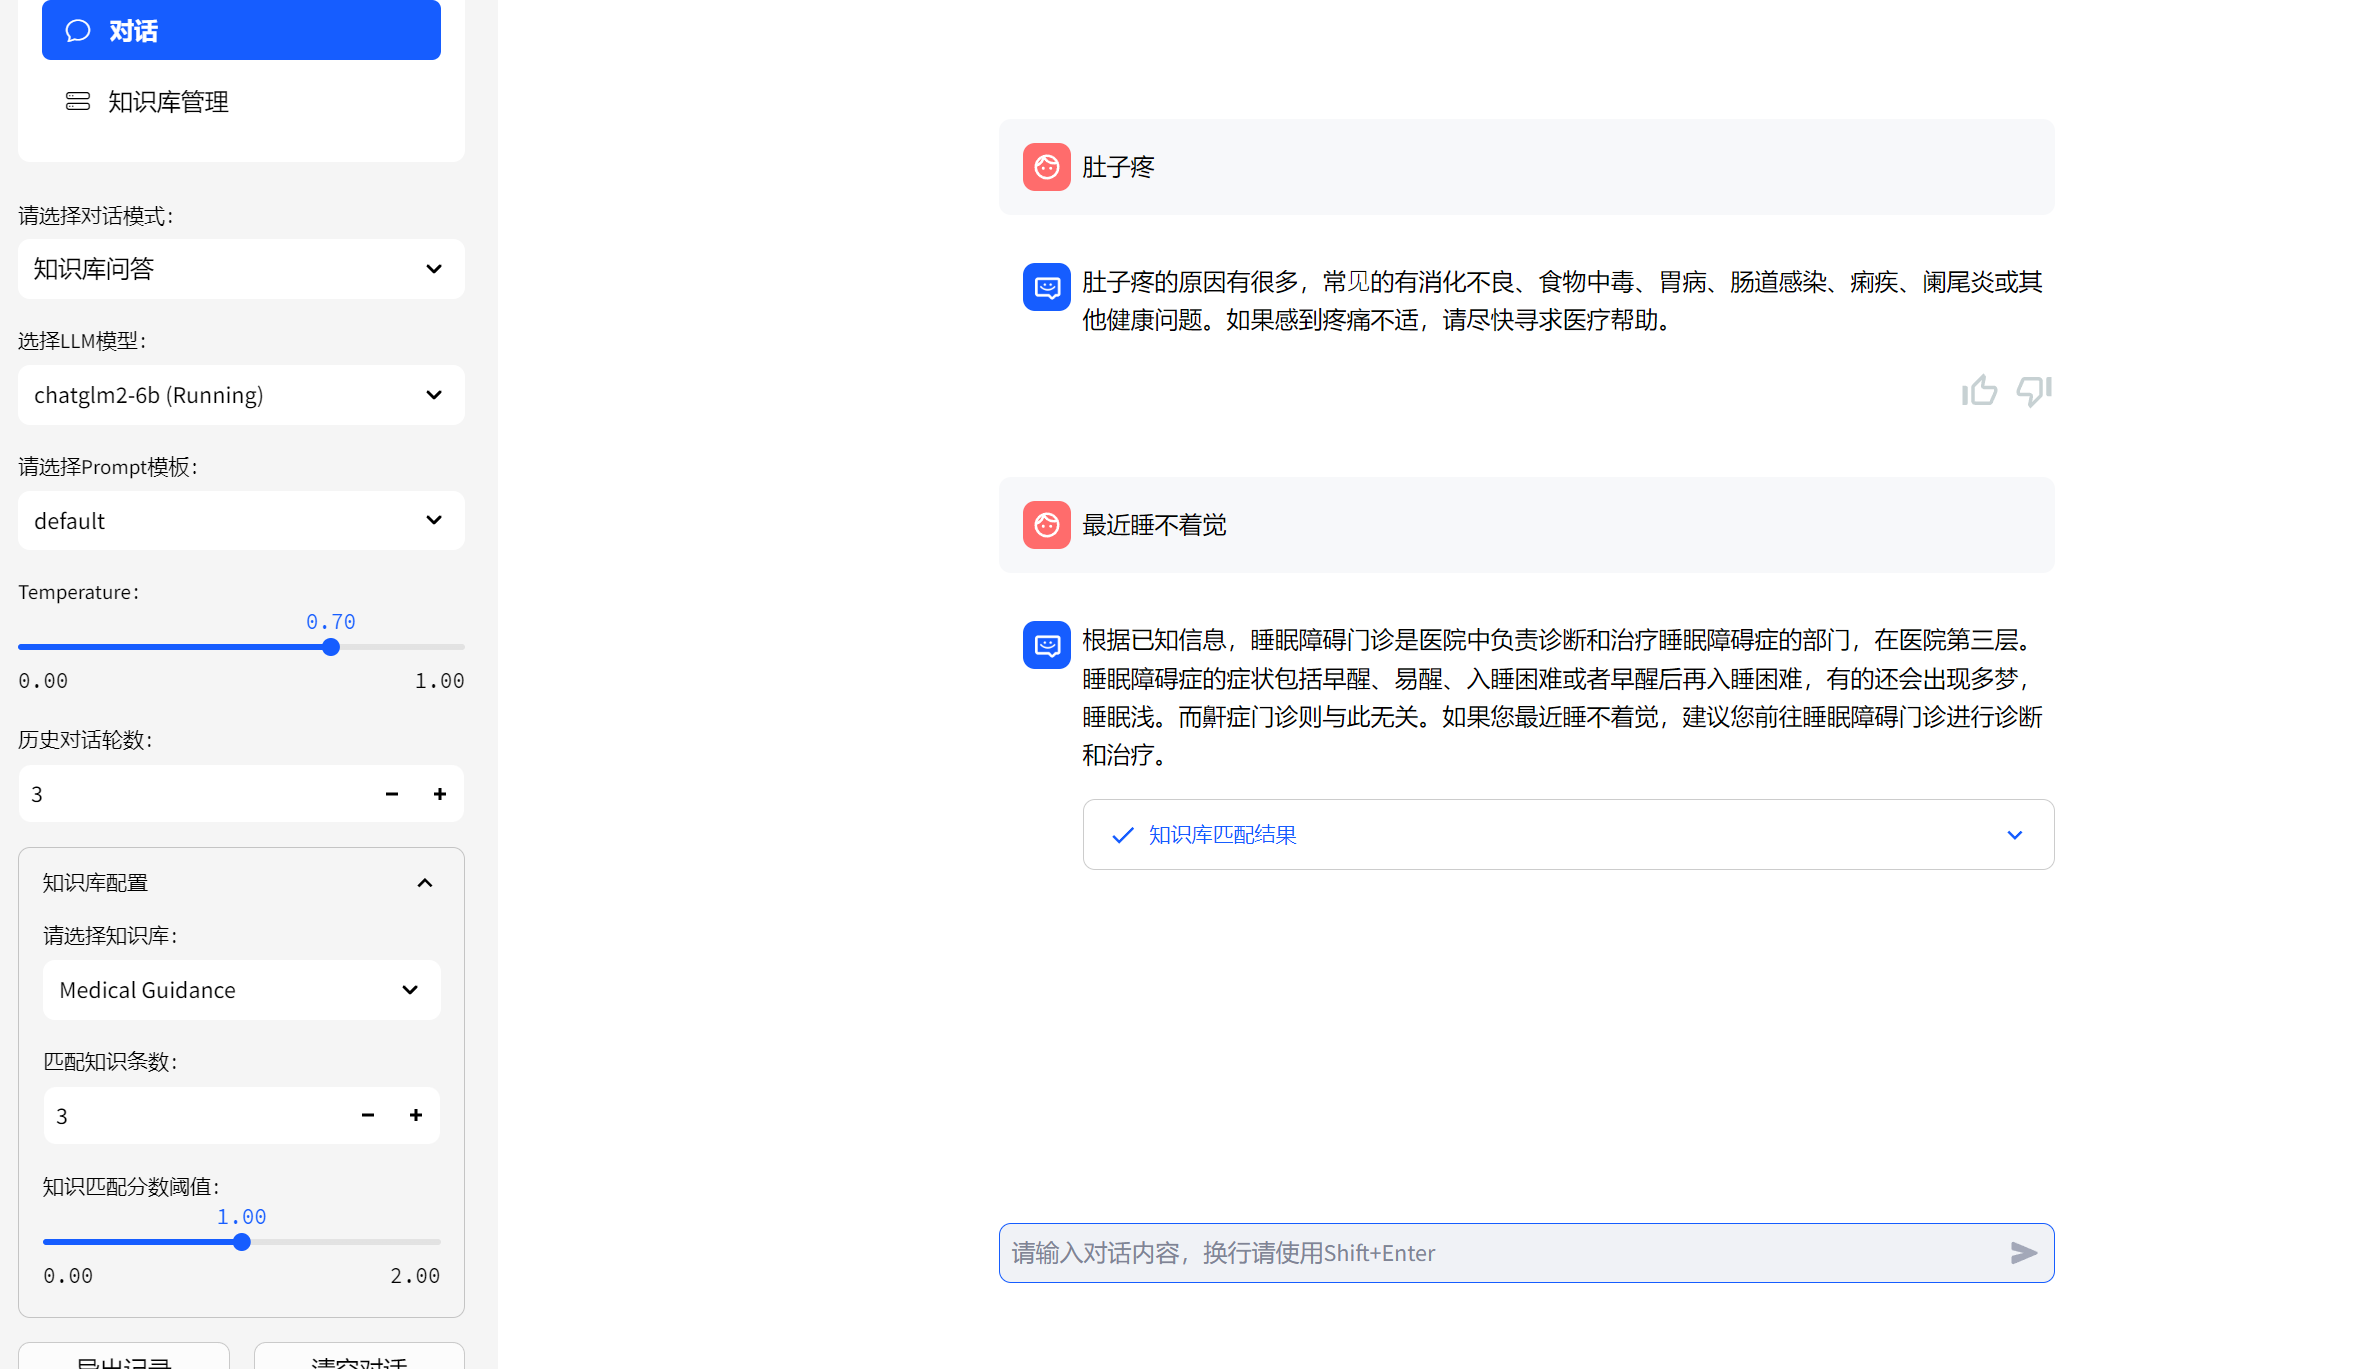 对话
知识库管理
请选择对话模式：
知识库问答
选择LLM模型：
chatglm2-6b (Running)
请选择Prompt模板：
default
Temperature：
0.70
0.00
1.00
历史对话轮数：
3
知识库配置
请选择知识库：
Medical Guidance
匹配知识条数：
3
知识匹配分数阈值：
1.00
0.00
2.00
导出记录
清空对话
肚子疼
肚子疼的原因有很多，常见的有消化不良、食物中毒、胃病、肠道感染、痢疾、阑尾炎或其
他健康问题。如果感到疼痛不适，请尽快寻求医疗帮助。
最近睡不着觉
根据已知信息，睡眠障碍门诊是医院中负责诊断和治疗睡眠障碍症的部门，在医院第三层。
睡眠障碍症的症状包括早醒、易醒、入睡困难或者早醒后再入睡困难，有的还会出现多梦，
睡眠浅。而鼾症门诊则与此无关。如果您最近睡不着觉，建议您前往睡眠障碍门诊进行诊断
和治疗。
知识库匹配结果
请输入对话内容，换行请使用Shift+Enter